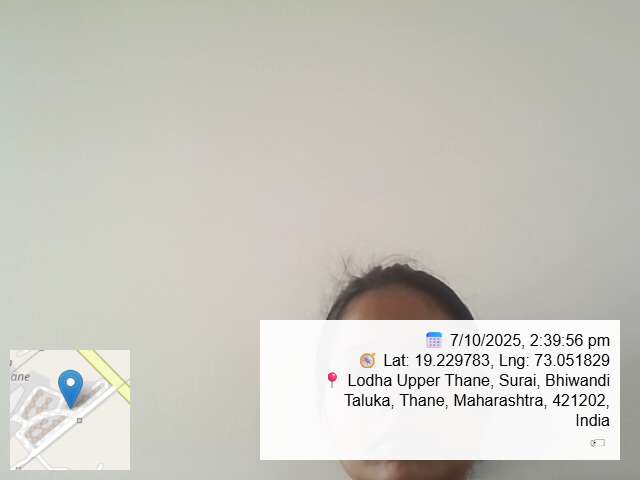 7/10/2025, 2:39:56 pm
Lat: 19.229783, Lng: 73.051829
Lodha Upper Thane, Surai, Bhiwandi
Taluka, Thane, Maharashtra, 421202,
India
ane